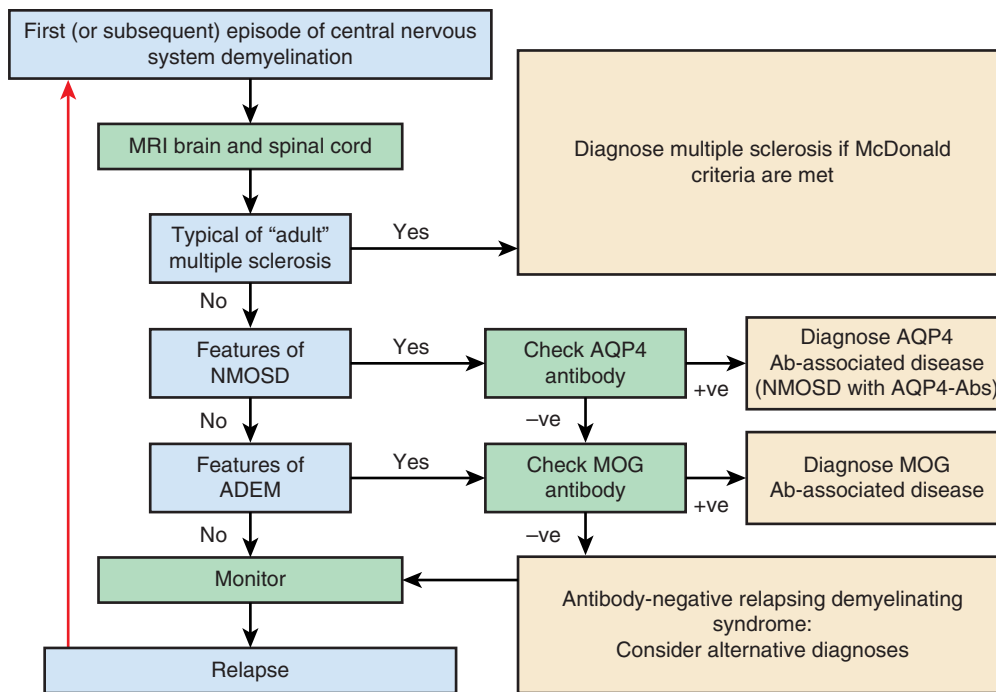 First (or subsequent) episode of central nervous
system demyelination
MRI brain and spinal cord
Typical of “adult”
multiple sclerosis
Yes
Diagnose multiple sclerosis if McDonald
criteria are met
No
Features of
NMOSD
Yes
Check AQP4
antibody
+ve
Diagnose AQP4
Ab-associated disease
(NMOSD with AQP4-Abs)
No
–ve
Features of
ADEM
Yes
Check MOG
antibody
+ve
Diagnose MOG
Ab-associated disease
No
–ve
Monitor
Antibody-negative relapsing demyelinating
syndrome:
Consider alternative diagnoses
Relapse